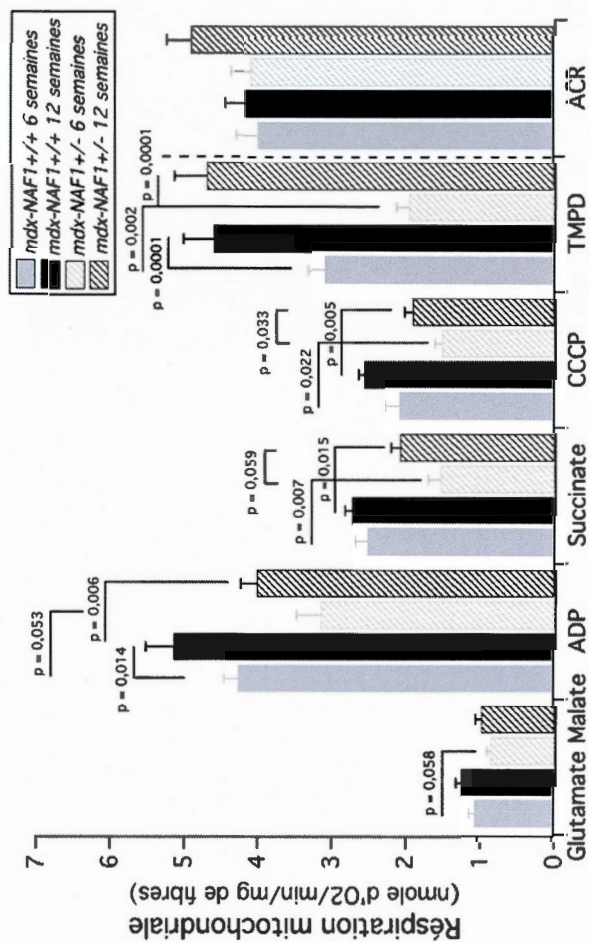 mdx-NAF1+/+ 6 semaines
mdx-NAF1+/+ 12 semaines
mdx-NAF1+/- 6 semaines
mdx-NAF1+/- 12 semaines
Réspiration mitochondriale
(nmole d'O2/min/mg de fibres)
7
6
5
4
3
2
1
0
p = 0,058
p = 0,053
p = 0,014
p = 0,006
p = 0,007
p = 0,059
p = 0,015
p = 0,022
p = 0,033
p = 0,005
p = 0,0001
p = 0,002
p = 0,0001
Glutamate Malate
ADP
Succinate
CCCP
TMPD
ACR